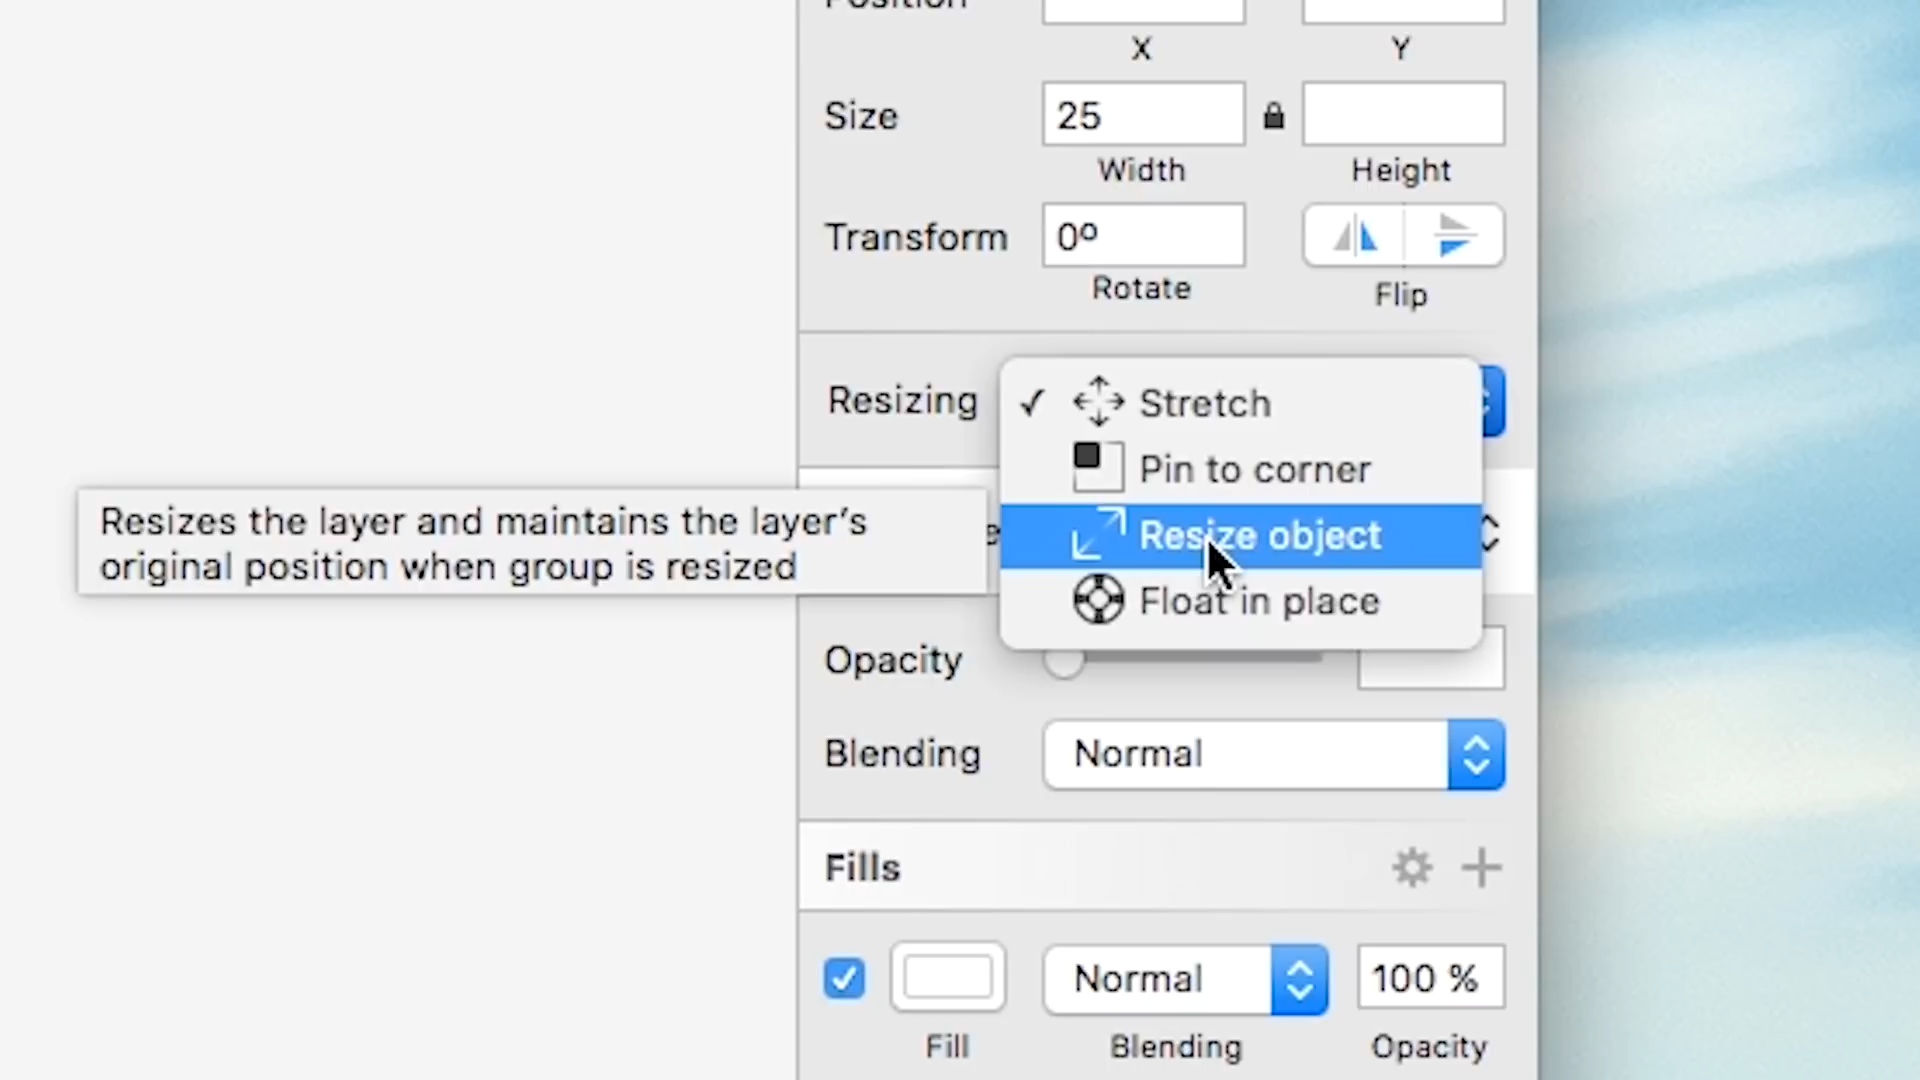 Position
X
Y
Size
25
Width
Height
Transform
0º
Rotate
Flip
Resizing
✓ Stretch
Pin to corner
Resize object
Float in place
Resizes the layer and maintains the layer's
original position when group is resized
Opacity
Blending
Normal
Fills
Normal
100 %
Fill
Blending
Opacity